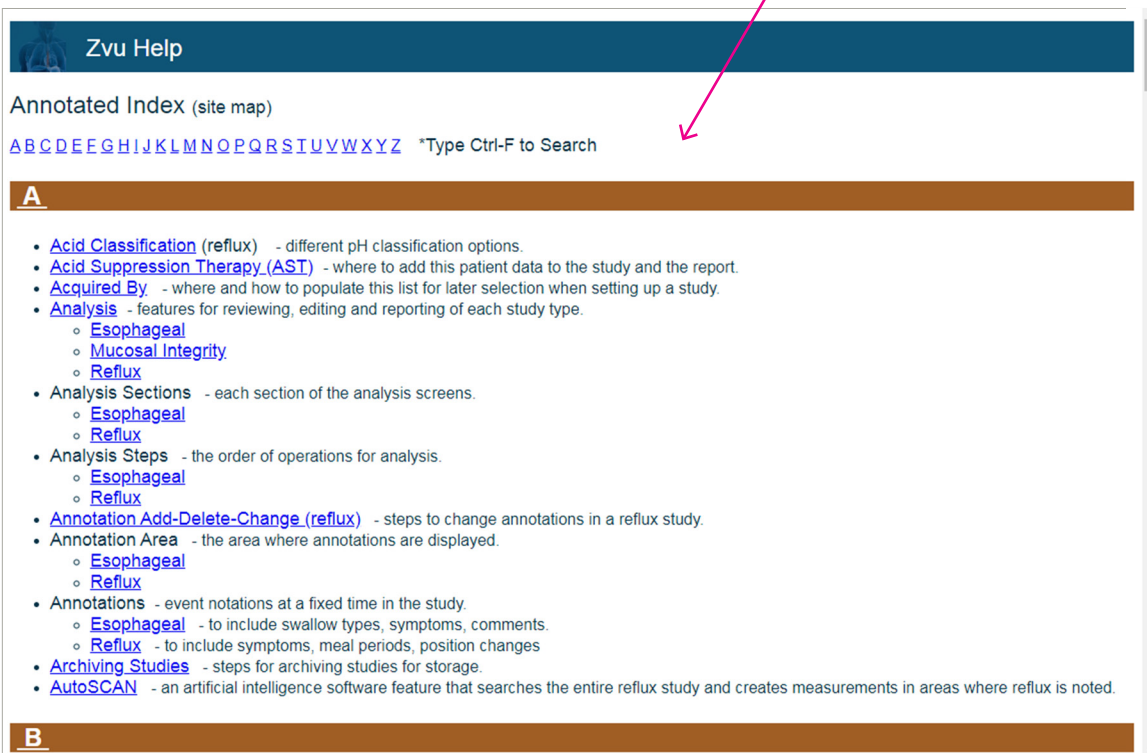 Zvu Help
Annotated Index (site map)
A B C D E F G H I J K L M N O P Q R S T U V W X Y Z *Type Ctrl-F to Search
A
• Acid Classification (reflux) - different pH classification options.
• Acid Suppression Therapy (AST) - where to add this patient data to the study and the report.
• Acquired By - where and how to populate this list for later selection when setting up a study.
• Analysis - features for reviewing, editing and reporting of each study type.
◦ Esophageal
◦ Mucosal Integrity
◦ Reflux
• Analysis Sections - each section of the analysis screens.
◦ Esophageal
◦ Reflux
• Analysis Steps - the order of operations for analysis.
◦ Esophageal
◦ Reflux
• Annotation Add-Delete-Change (reflux) - steps to change annotations in a reflux study.
• Annotation Area - the area where annotations are displayed.
◦ Esophageal
◦ Reflux
• Annotations - event notations at a fixed time in the study.
◦ Esophageal - to include swallow types, symptoms, comments.
◦ Reflux - to include symptoms, meal periods, position changes
• Archiving Studies - steps for archiving studies for storage.
• AutoSCAN - an artificial intelligence software feature that searches the entire reflux study and creates measurements in areas where reflux is noted.
B